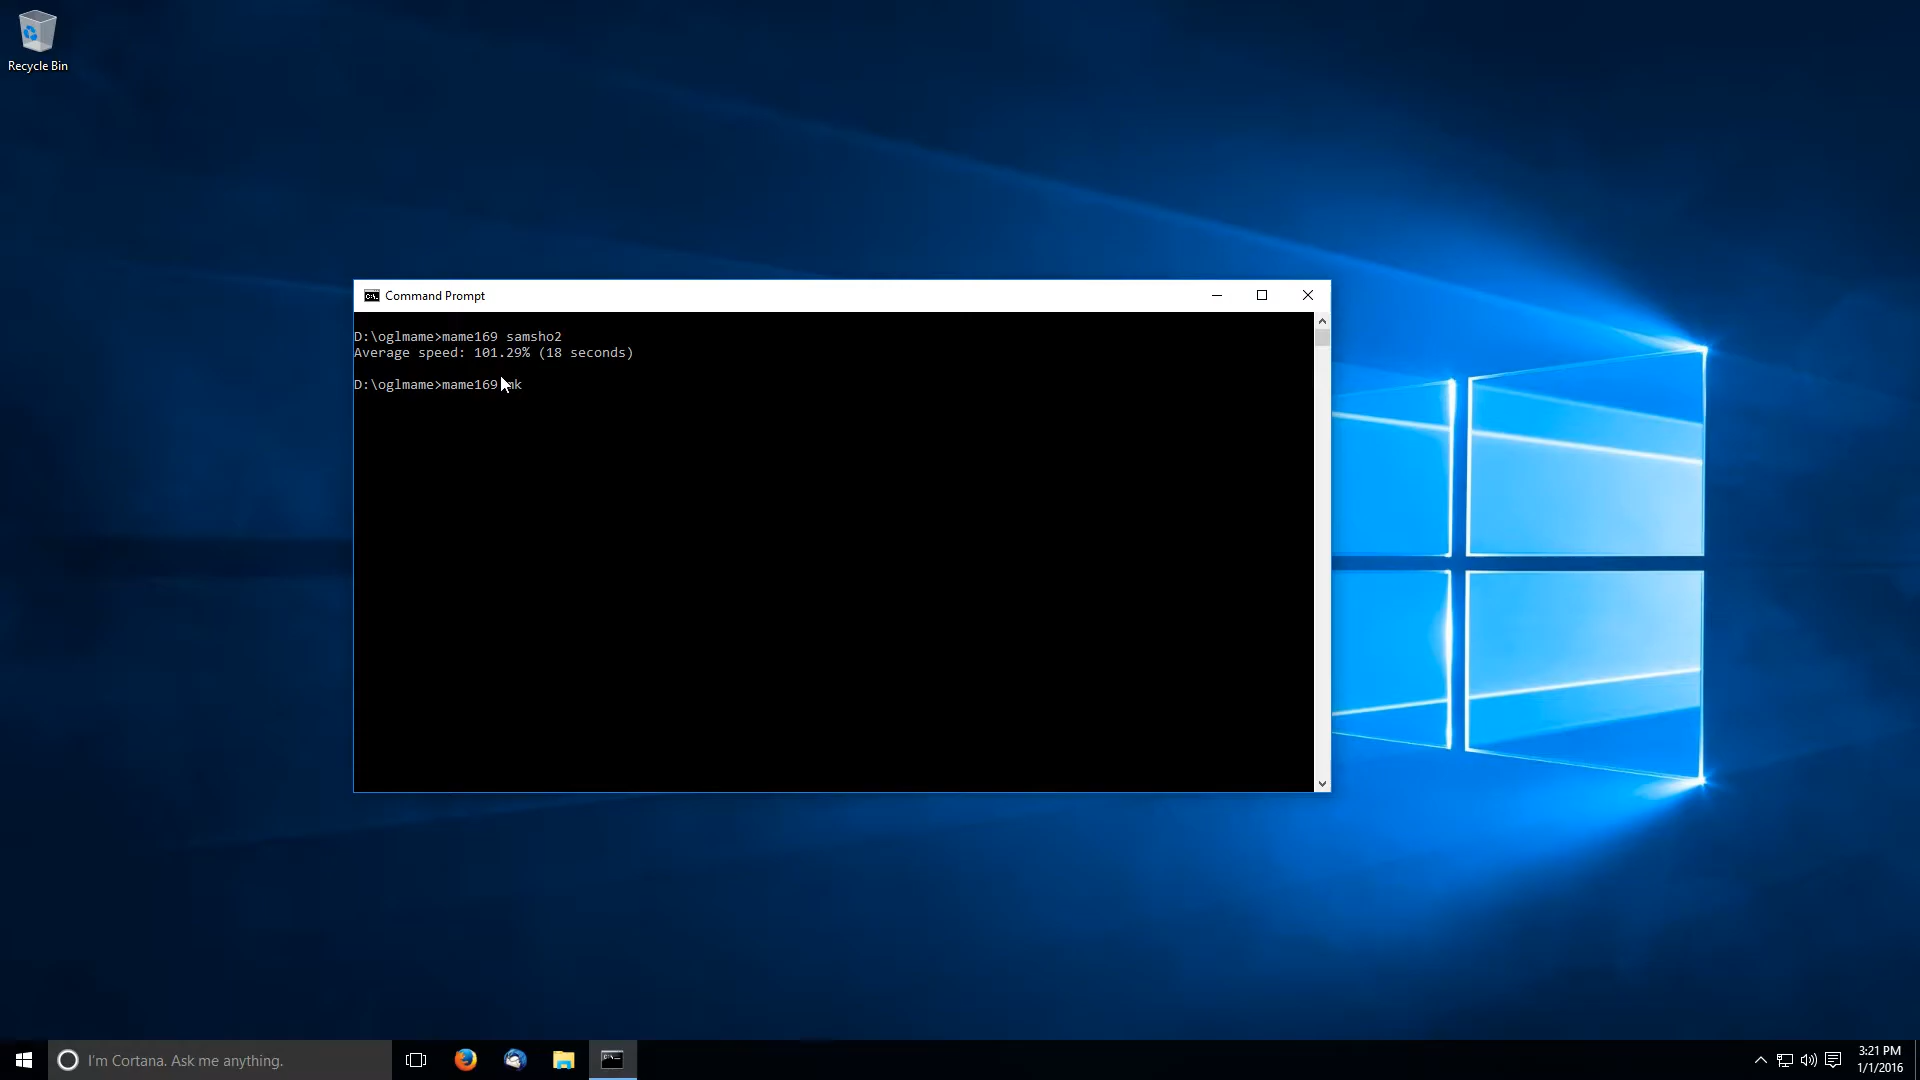 Recycle Bin
Command Prompt
D:\oglmame>mame169 samsho2
Average speed: 101.29% (18 seconds)
D:\oglmame>mame169 mk
I'm Cortana. Ask me anything.
3:21 PM
1/1/2016